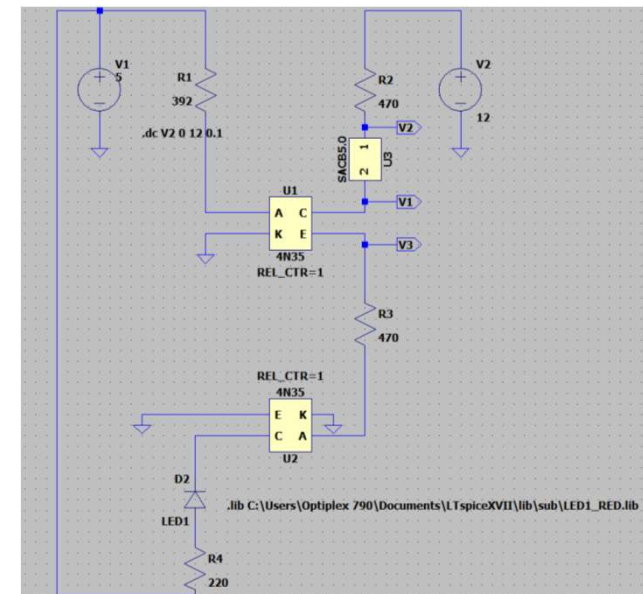 V1
5
R1
392
R2
470
V2
12
.dc V2 0 12 0.1
V2
SACB5.0
1
2
U3
V1
U1
A C
K E
4N35
REL_CTR=1
V3
R3
470
REL_CTR=1
4N35
E K
C A
U2
D2
LED1
.lib C:\Users\Optiplex 790\Documents\LTspiceXVII\lib\sub\LED1_RED.lib
R4
220